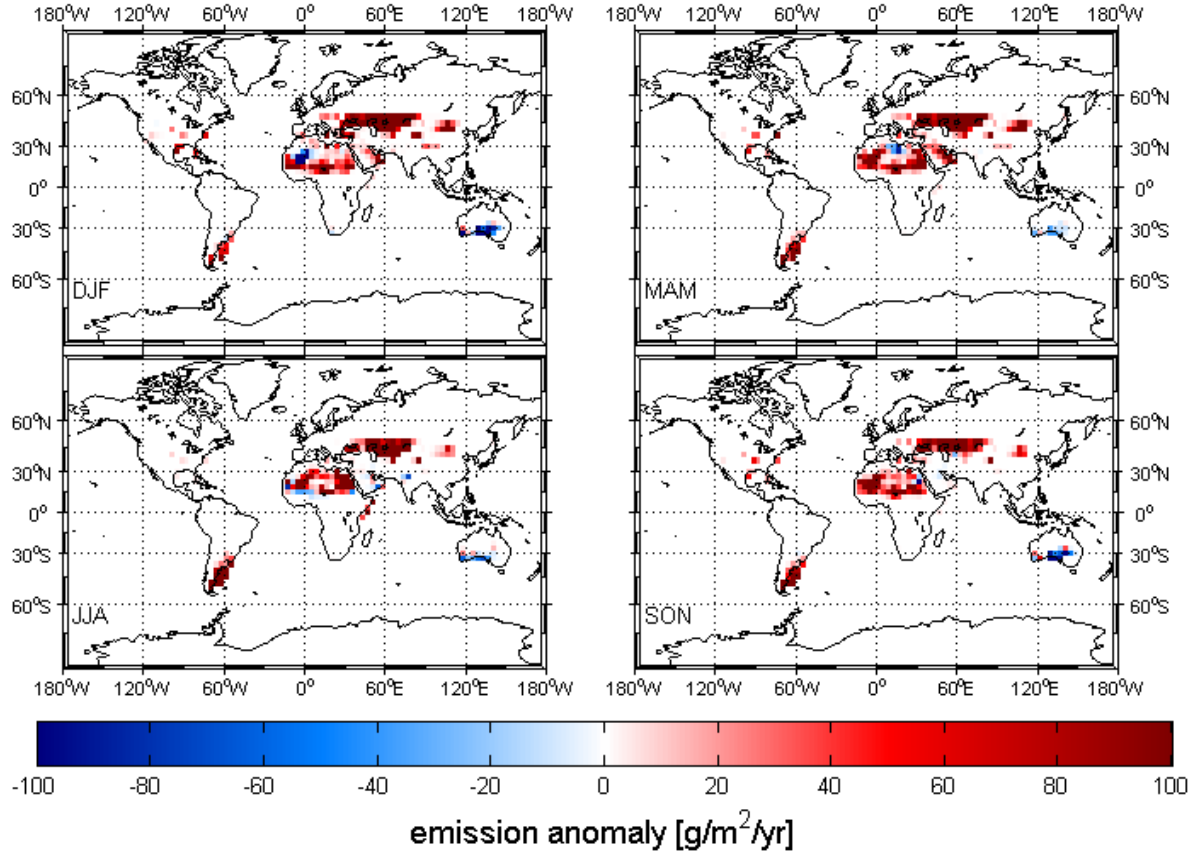 180°W 120°W 60°W 0° 60°E 120°E 180°W 180°W 120°W 60°W 0° 60°E 120°E 180°W
60°N 60°N
30°N 30°N
0° 0°
30°S 30°S
60°S 60°S
DJF MAM
60°N 60°N
30°N 30°N
0° 0°
30°S 30°S
60°S 60°S
JJA SON
180°W 120°W 60°W 0° 60°E 120°E 180°W 180°W 120°W 60°W 0° 60°E 120°E 180°W
-100 -80 -60 -40 -20 0 20 40 60 80 100
emission anomaly [g/m²/yr]